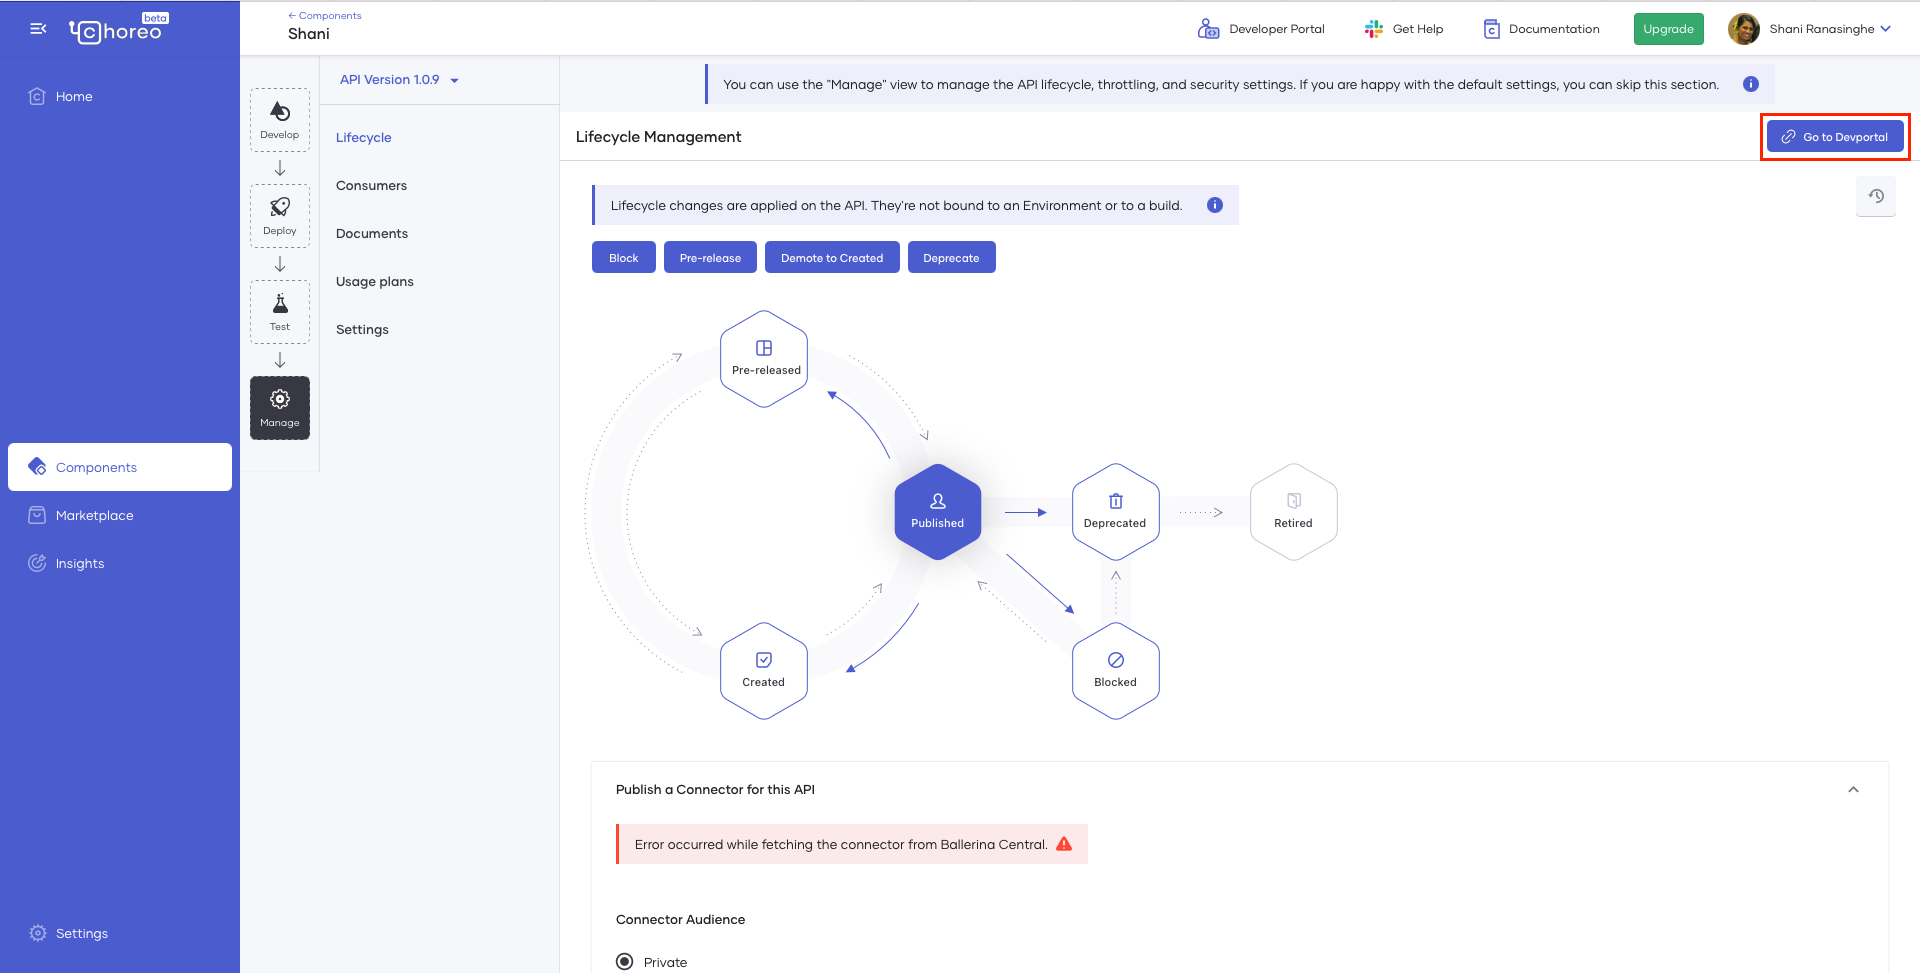 Choreo
beta
← Components
Shani
Developer Portal
Get Help
Documentation
Upgrade
Shani Ranasinghe
Home
Components
Marketplace
Insights
Settings
Develop
Deploy
Test
Manage
API Version 1.0.9
Lifecycle
Consumers
Documents
Usage plans
Settings
You can use the "Manage" view to manage the API lifecycle, throttling, and security settings. If you are happy with the default settings, you can skip this section.
Lifecycle Management
Go to Devportal
Lifecycle changes are applied on the API. They're not bound to an Environment or to a build.
Block
Pre-release
Demote to Created
Deprecate
Pre-released
Published
Deprecated
Retired
Created
Blocked
Publish a Connector for this API
Error occurred while fetching the connector from Ballerina Central.
Connector Audience
Private